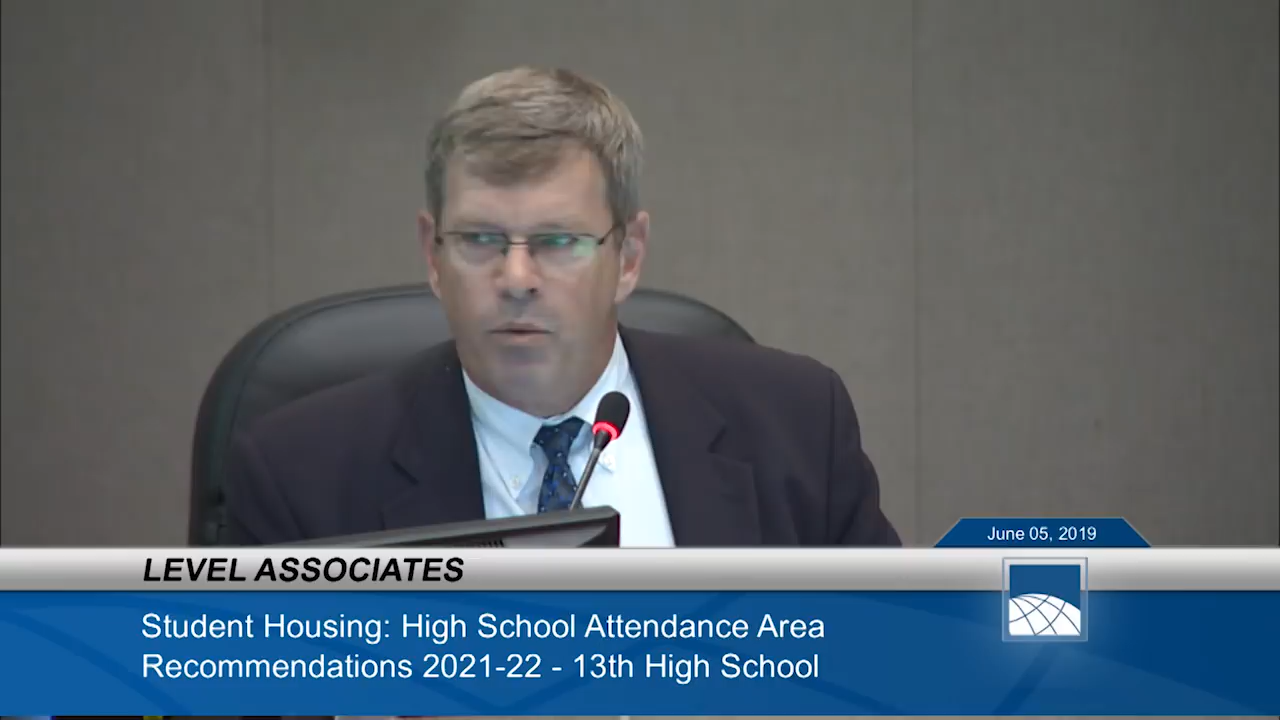 June 05, 2019
LEVEL ASSOCIATES
Student Housing: High School Attendance Area
Recommendations 2021-22 - 13th High School